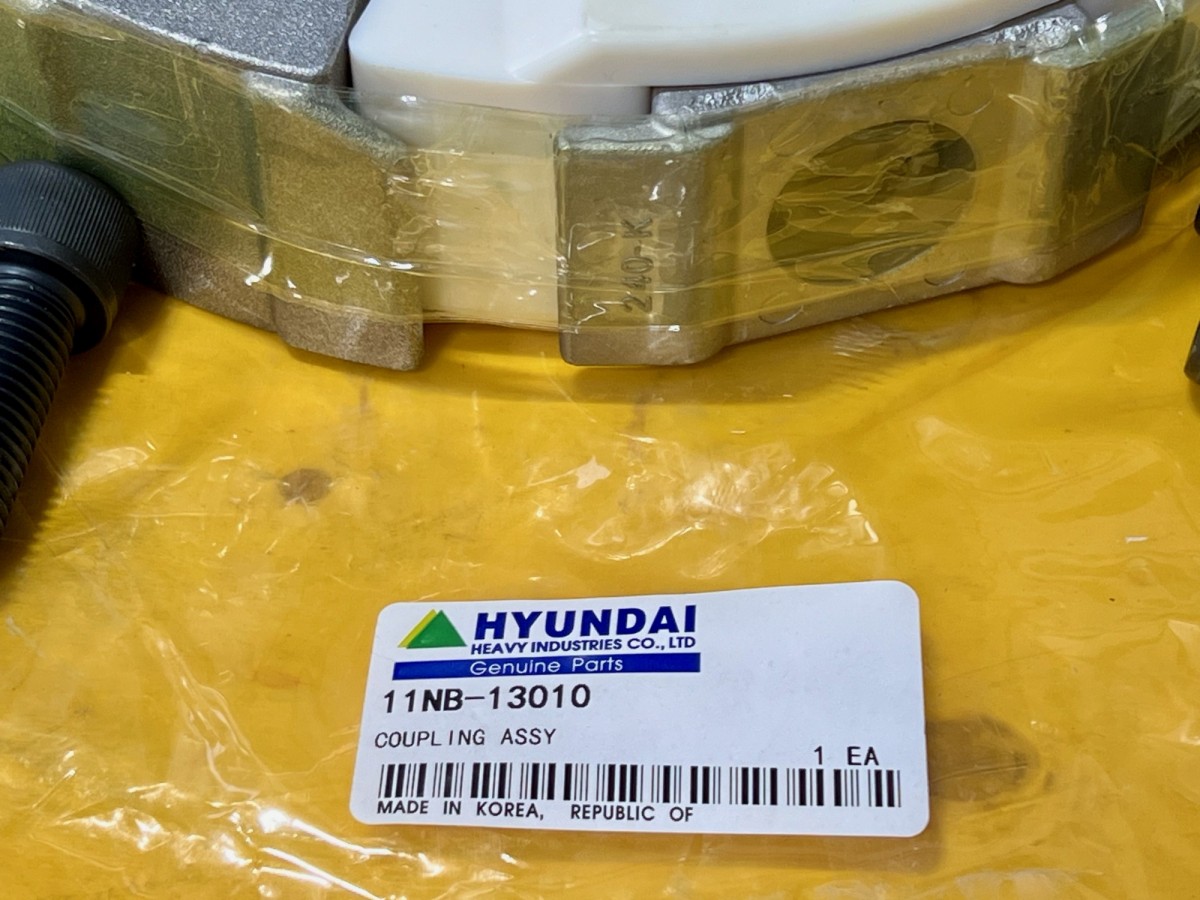 240-K
HYUNDAI
HEAVY INDUSTRIES CO., LTD
Genuine Parts
11NB-13010
COUPLING ASSY
1 EA
MADE IN KOREA, REPUBLIC OF